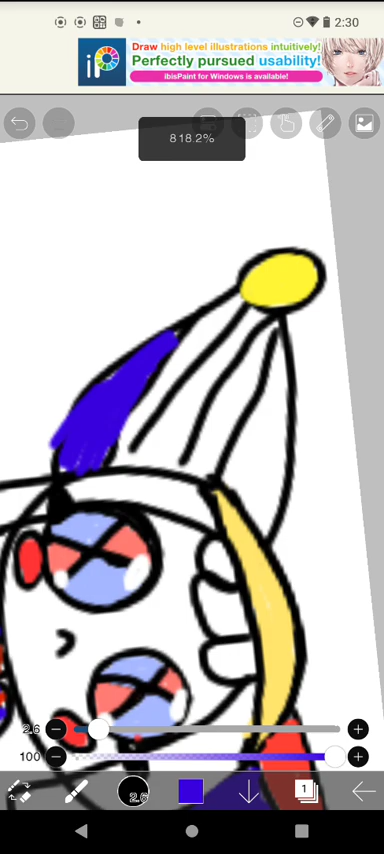 2:30
Draw high level illustrations intuitively!
Perfectly pursued usability!
ibisPaint for Windows is available!
iP
818.2%
2.6
100
2.6
1